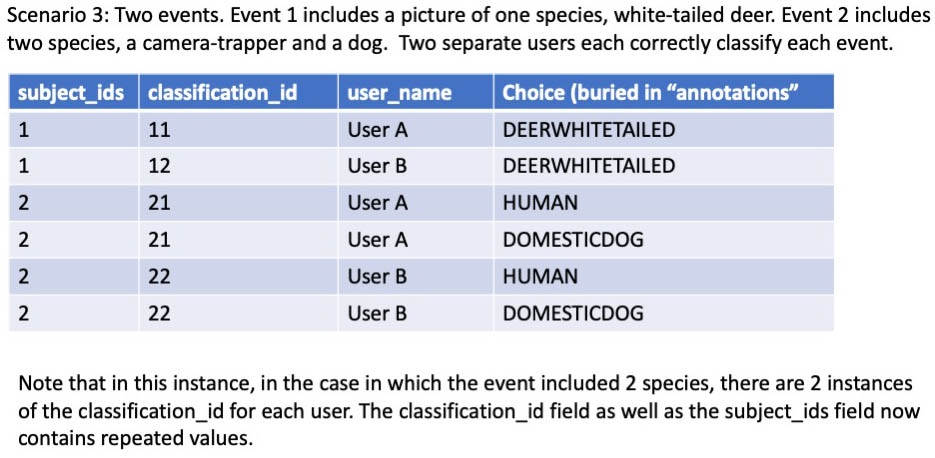 Scenario 3: Two events. Event 1 includes a picture of one species, white-tailed deer. Event 2 includes
two species, a camera-trapper and a dog.  Two separate users each correctly classify each event.
subject_ids classification_id user_name Choice (buried in “annotations”
1 11 User A DEERWHITETAILED
1 12 User B DEERWHITETAILED
2 21 User A HUMAN
2 21 User A DOMESTICDOG
2 22 User B HUMAN
2 22 User B DOMESTICDOG
Note that in this instance, in the case in which the event included 2 species, there are 2 instances
of the classification_id for each user. The classification_id field as well as the subject_ids field now
contains repeated values.